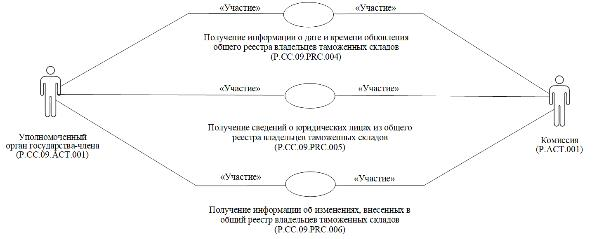 «Участие» «Участие»
Получение информации о дате и времени обновления
общего реестра владельцев таможенных складов
(P.CC.09.PRC.004)
«Участие» «Участие»
Уполномоченный
орган государства-члена
(P.CC.09.ACT.001)
Получение сведений о юридических лицах из общего
реестра владельцев таможенных складов
(P.CC.09.PRC.005)
Комиссия
(P.ACT.001)
«Участие» «Участие»
Получение информации об изменениях, внесенных в
общий реестр владельцев таможенных складов
(P.CC.09.PRC.006)